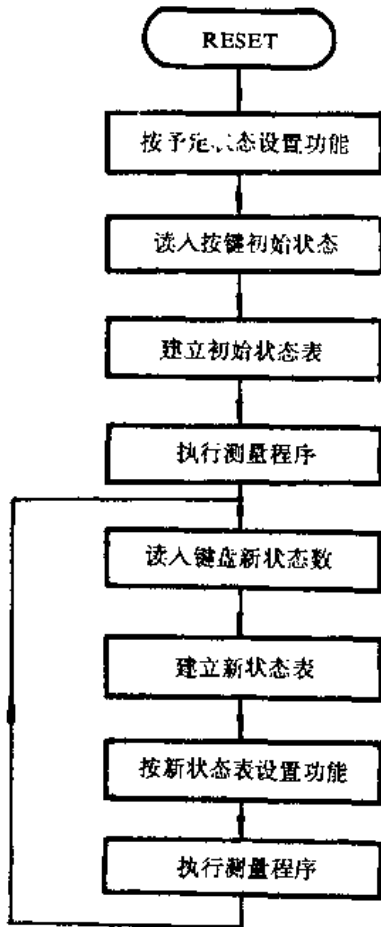 RESET
按予定状态设置功能
读入按键初始状态
建立初始状态表
执行测量程序
读入键盘新状态数
建立新状态表
按新状态表设置功能
执行测量程序